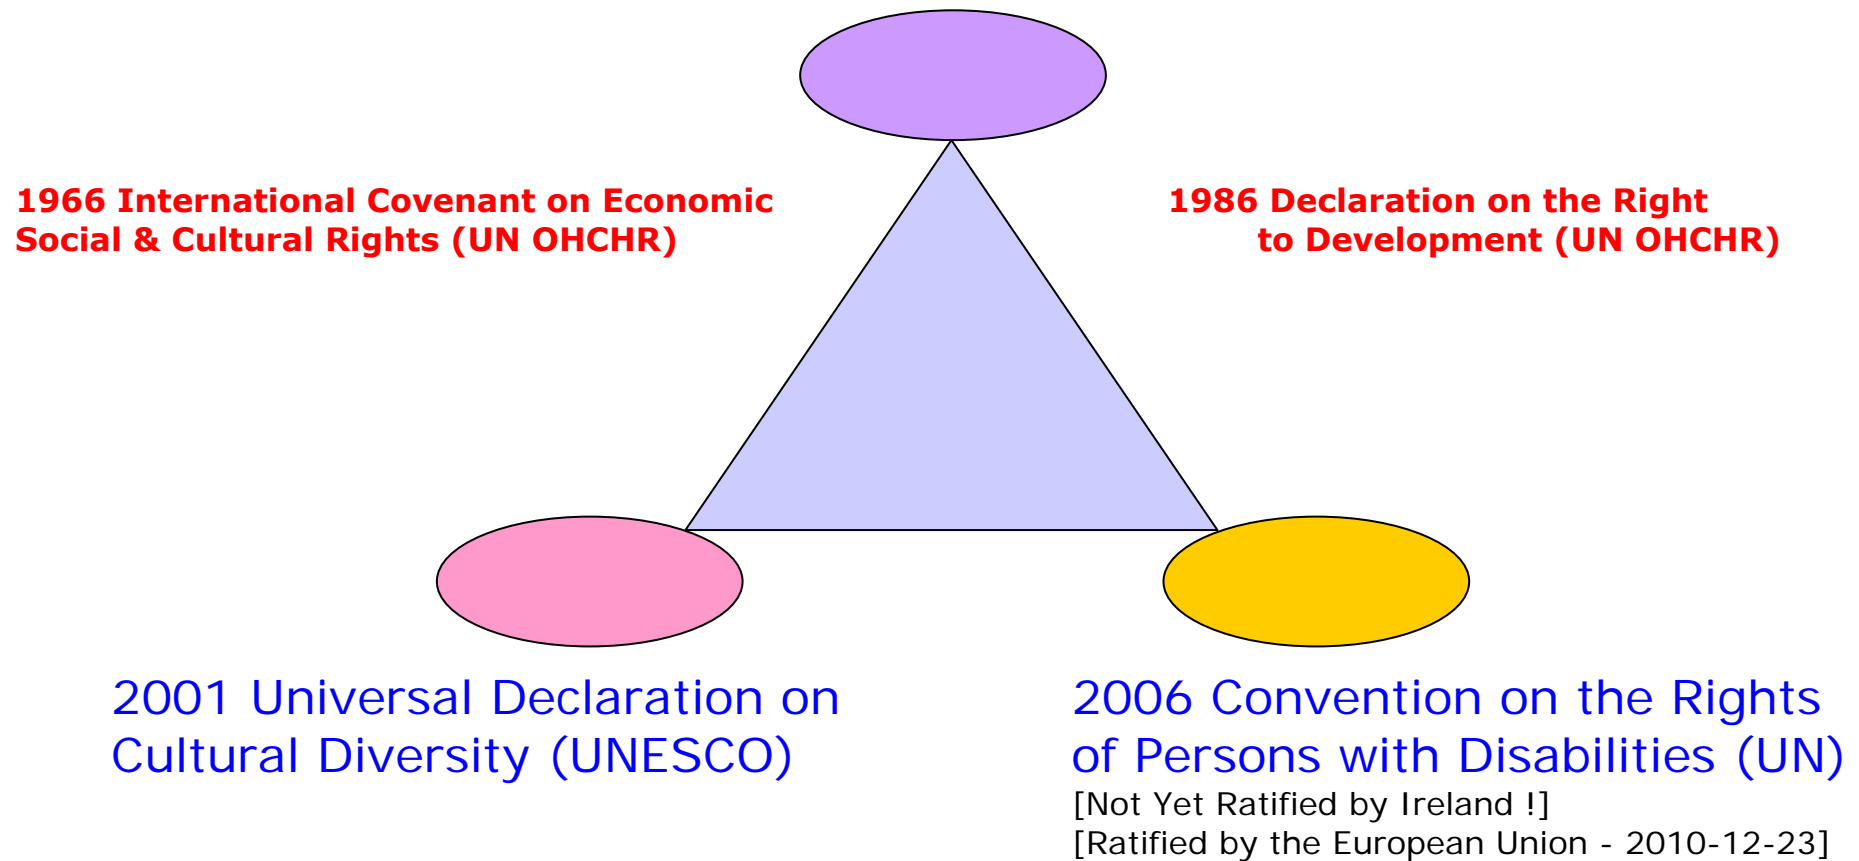 1966 International Covenant on Economic
Social & Cultural Rights (UN OHCHR)
1986 Declaration on the Right
to Development (UN OHCHR)
2001 Universal Declaration on
Cultural Diversity (UNESCO)
2006 Convention on the Rights
of Persons with Disabilities (UN)
[Not Yet Ratified by Ireland !]
[Ratified by the European Union - 2010-12-23]